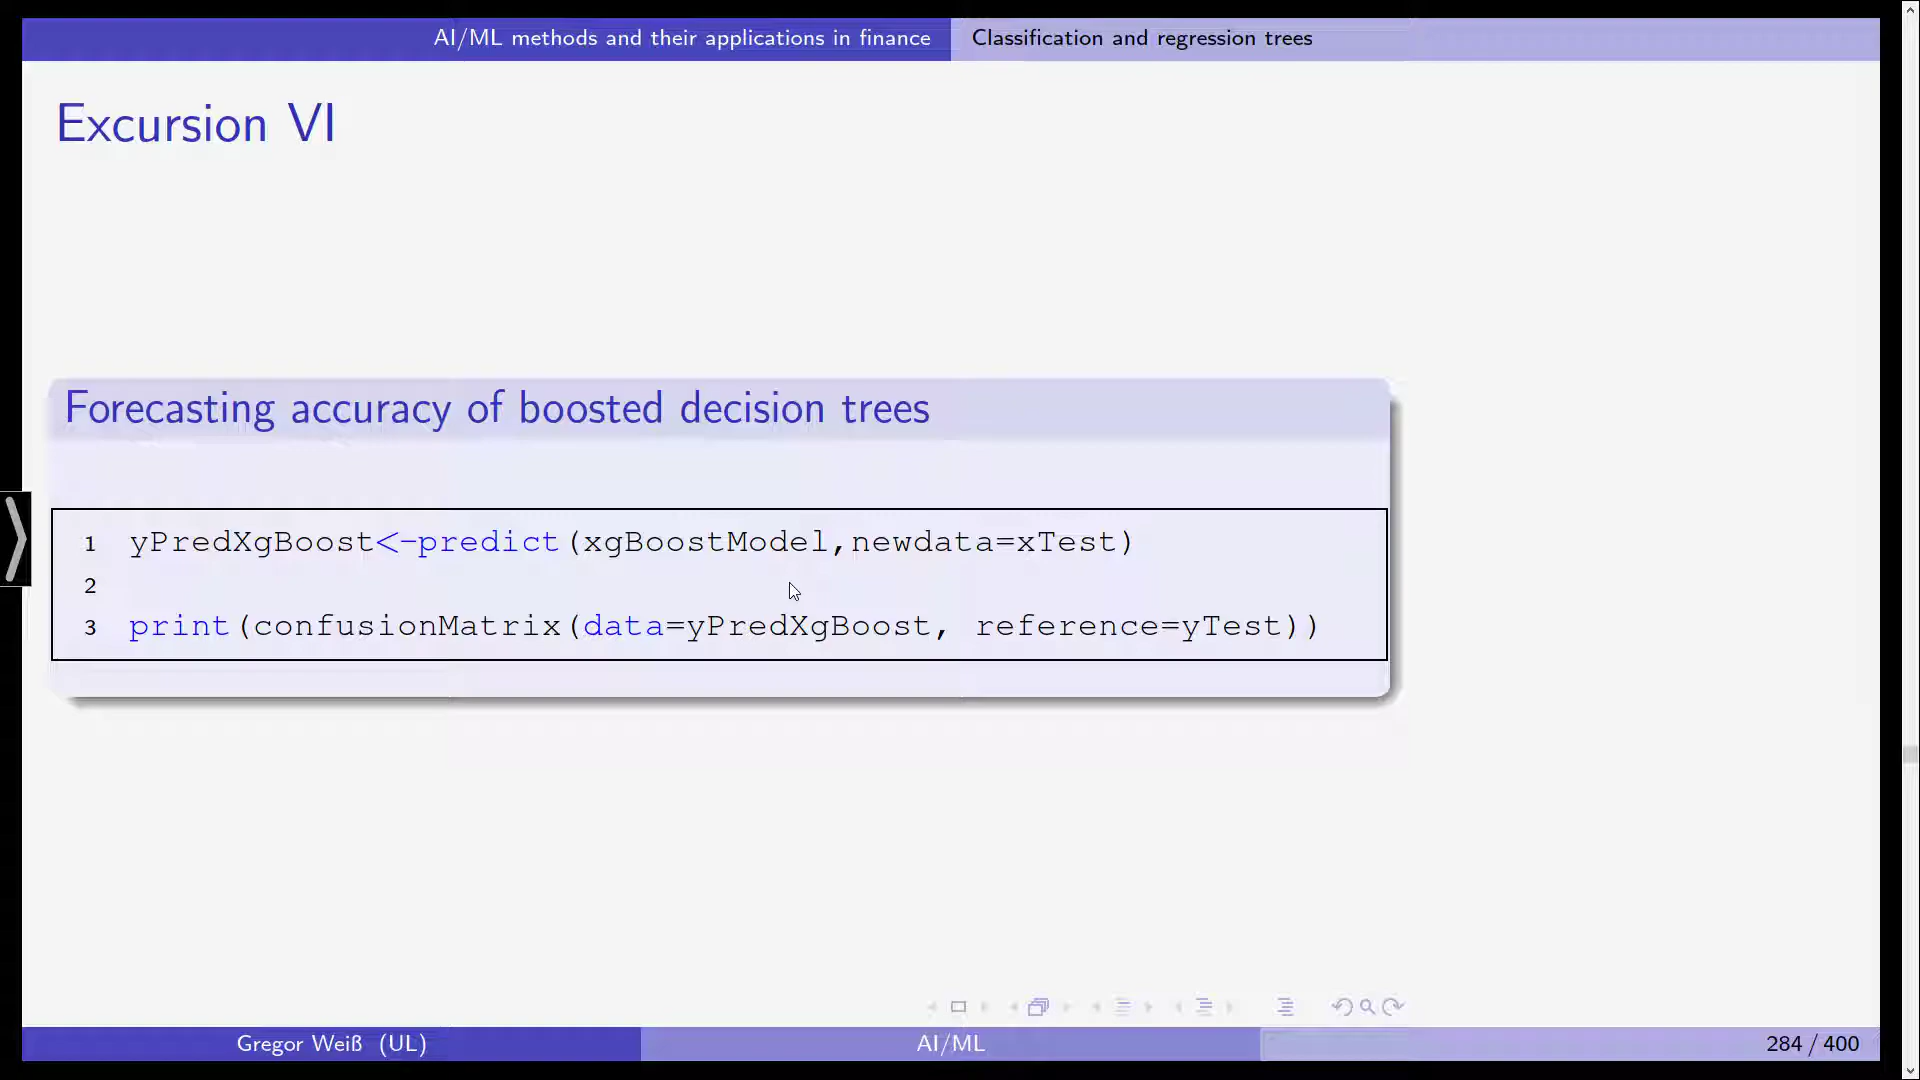 AI/ML methods and their applications in finance
Classification and regression trees
Excursion VI
Forecasting accuracy of boosted decision trees
1 yPredXgBoost<-predict(xgBoostModel,newdata=xTest)
2
3 print(confusionMatrix(data=yPredXgBoost, reference=yTest))
Gregor Weiß (UL)
AI/ML
284 / 400